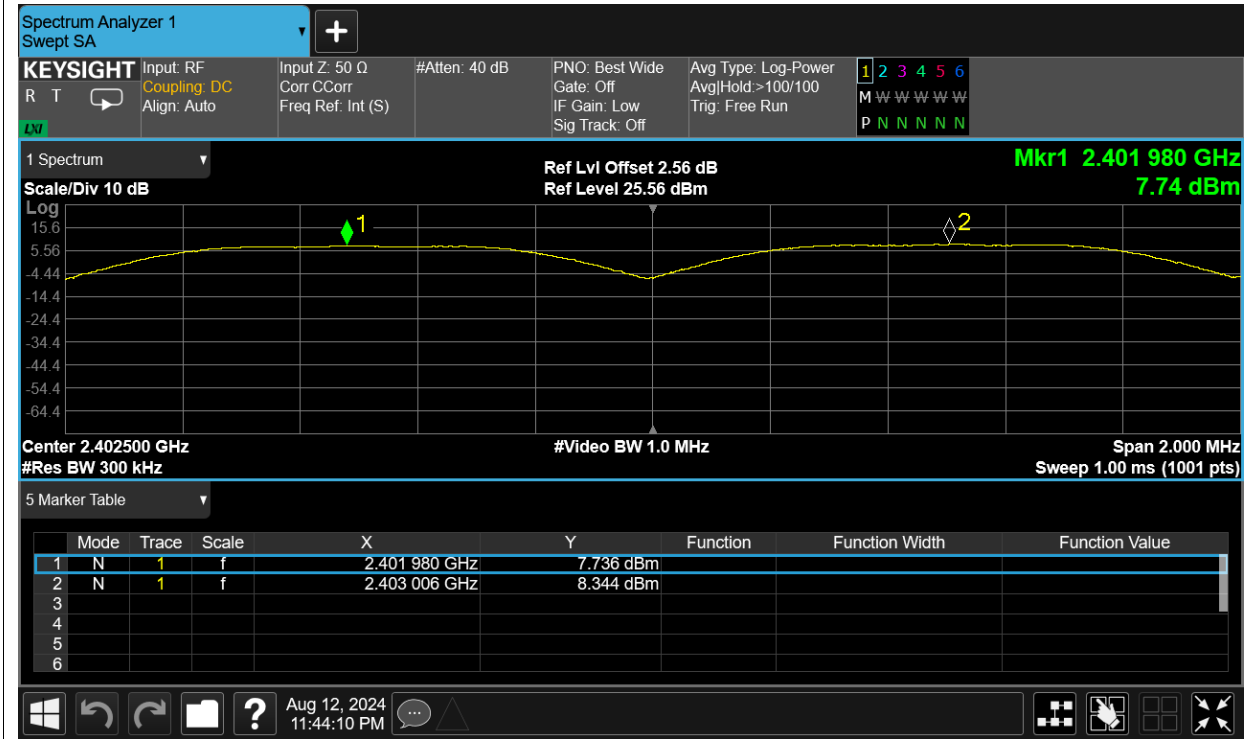 Spectrum Analyzer 1
Swept SA
+
KEYSIGHT Input: RF Input Z: 50 Ω #Atten: 40 dB PNO: Best Wide Avg Type: Log-Power 1 2 3 4 5 6
R T Coupling: DC Corr CCorr Gate: Off Avg|Hold:>100/100 M W W W W W
Align: Auto Freq Ref: Int (S) IF Gain: Low Trig: Free Run
LXI Sig Track: Off P N N N N N
1 Spectrum Ref Lvl Offset 2.56 dB Mkr1 2.401 980 GHz
Scale/Div 10 dB Ref Level 25.56 dBm 7.74 dBm
Log
15.6 1 2
5.56
-4.44
-14.4
-24.4
-34.4
-44.4
-54.4
-64.4
Center 2.402500 GHz #Video BW 1.0 MHz Span 2.000 MHz
#Res BW 300 kHz Sweep 1.00 ms (1001 pts)
5 Marker Table
Mode Trace Scale X Y Function Function Width Function Value
1 N 1 f 2.401 980 GHz 7.736 dBm
2 N 1 f 2.403 006 GHz 8.344 dBm
3
4
5
6
? Aug 12, 2024
11:44:10 PM